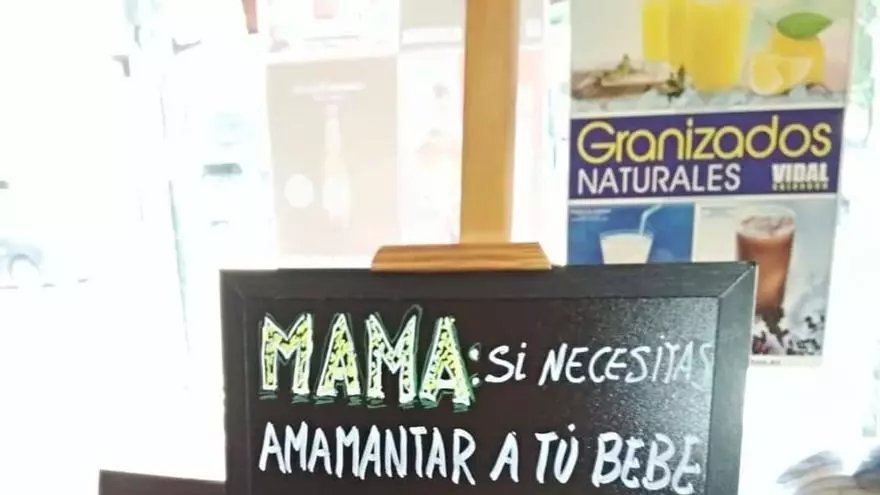 Granizados
NATURALES VIDAL
MAMA: Si NECESITAS
AMAMANTAR A TÚ BEBE